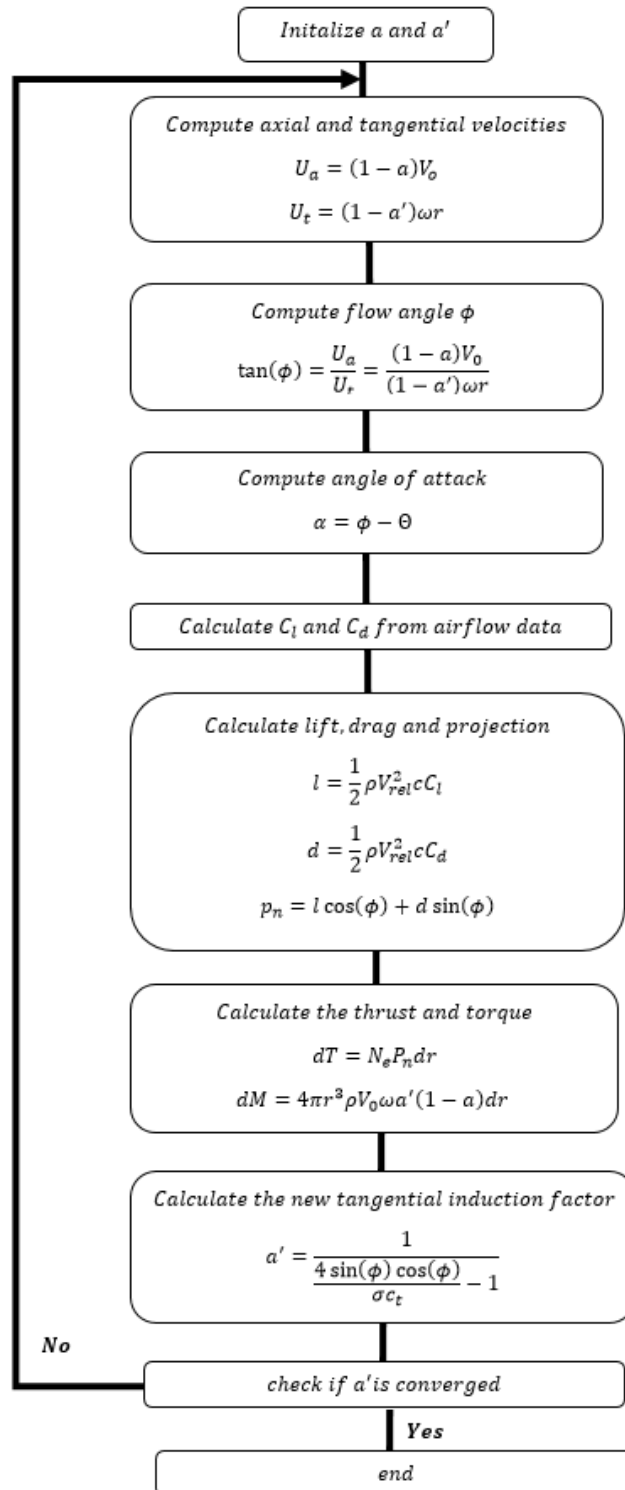 Initalize a and a′
Compute axial and tangential velocities
U_a = (1 − a)V_o
U_t = (1 − a′)ωr
Compute flow angle ϕ
tan(ϕ) = U_a/U_r = (1 − a)V_0/(1 − a′)ωr
Compute angle of attack
α = ϕ − Θ
Calculate C_l and C_d from airflow data
Calculate lift, drag and projection
l = 1/2 ρV_rel^2 cC_l
d = 1/2 ρV_rel^2 cC_d
p_n = l cos(ϕ) + d sin(ϕ)
Calculate the thrust and torque
dT = N_e P_n dr
dM = 4πr³ρV_0ωa′(1 − a)dr
Calculate the new tangential induction factor
a′ = 1/(4 sin(ϕ) cos(ϕ)/σc_t − 1)
No
check if a′is converged
Yes
end